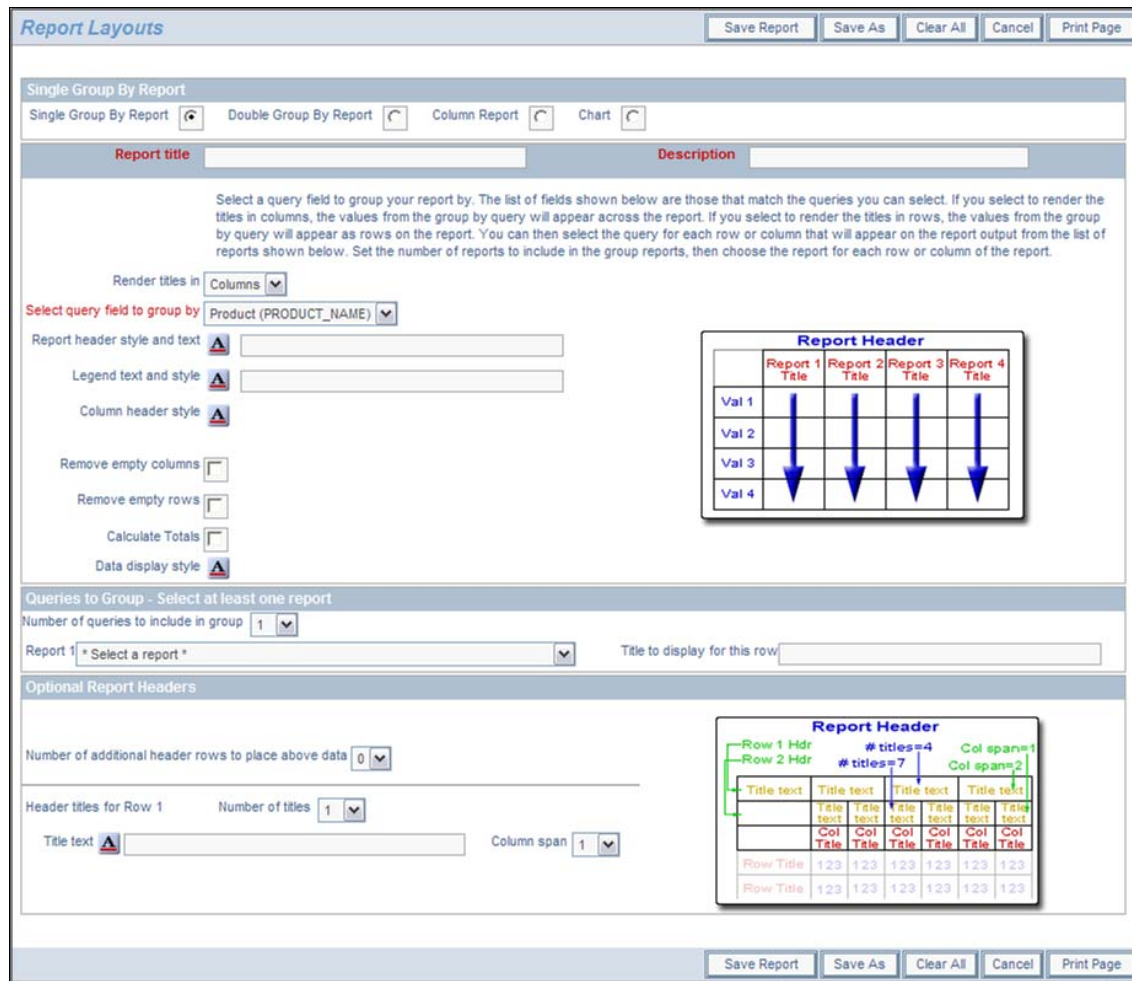 Report Layouts
Save Report Save As Clear All Cancel Print Page
Single Group By Report
Single Group By Report Double Group By Report Column Report Chart
Report title Description
Select a query field to group your report by. The list of fields shown below are those that match the queries you can select. If you select to render the
titles in columns, the values from the group by query will appear across the report. If you select to render the titles in rows, the values from the group
by query will appear as rows on the report. You can then select the query for each row or column that will appear on the report output from the list of
reports shown below. Set the number of reports to include in the group reports, then choose the report for each row or column of the report.
Render titles in Columns
Select query field to group by Product (PRODUCT_NAME)
Report header style and text A
Legend text and style A
Column header style A
Remove empty columns
Remove empty rows
Calculate Totals
Data display style A
Report Header
Report 1 Report 2 Report 3 Report 4
Title Title Title Title
Val 1
Val 2
Val 3
Val 4
Queries to Group - Select at least one report
Number of queries to include in group 1
Report 1 * Select a report * Title to display for this row
Optional Report Headers
Number of additional header rows to place above data 0
Header titles for Row 1 Number of titles 1
Title text A Column span 1
Report Header
Row 1 Hdr # titles=4 Col span=1
Row 2 Hdr # titles=7 Col span=2
Title text Title text Title text Title text
Title Title Title Title Title Title
text text text text text text
Col Col Col Col Col Col
Title Title Title Title Title Title
Row Title 123 123 123 123 123 123
Row Title 123 123 123 123 123 123
Save Report Save As Clear All Cancel Print Page